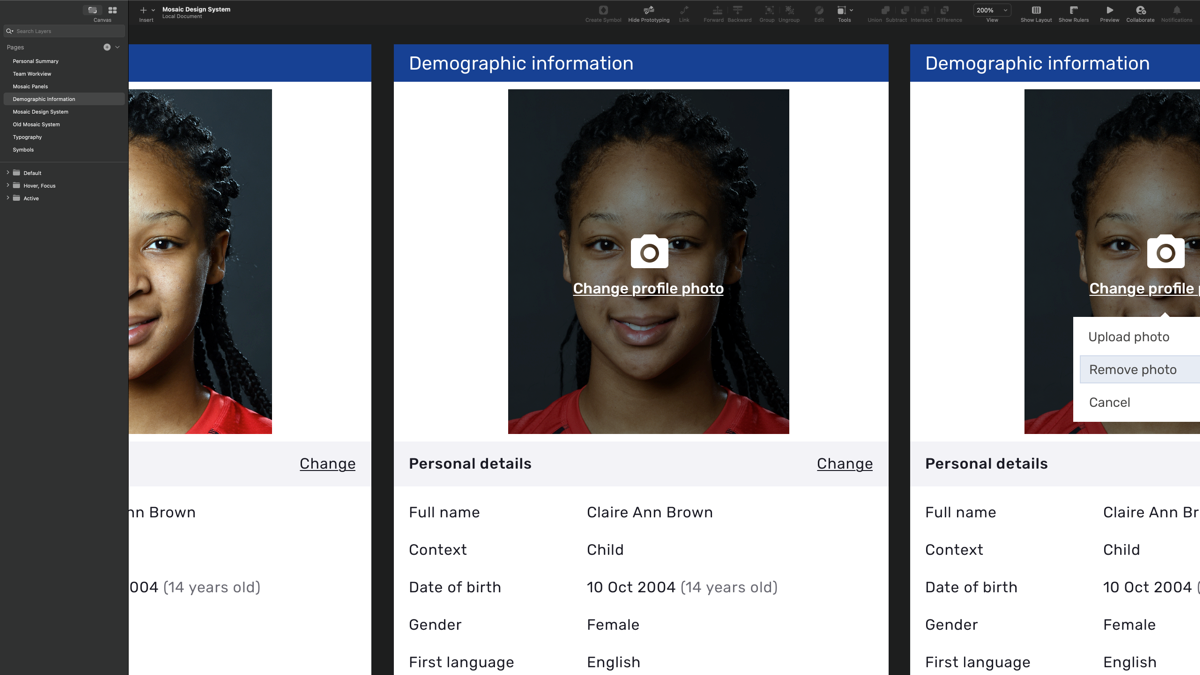 Canvas
Insert
Mosaic Design System
Local Document
Create Symbol
Hide Prototyping
Link
Forward
Backward
Group
Ungroup
Edit
Tools
Union
Subtract
Intersect
Difference
200%
View
Show Layout
Show Rulers
Preview
Collaborate
Notifications
Search Layers
Pages
Personal Summary
Team Workview
Mosaic Panels
Demographic Information
Mosaic Design System
Old Mosaic System
Typography
Symbols
Default
Hover, Focus
Active
Change
nn Brown
004 (14 years old)
Demographic information
Change profile photo
Personal details Change
Full name Claire Ann Brown
Context Child
Date of birth 10 Oct 2004 (14 years old)
Gender Female
First language English
Demographic information
Change profile p
Upload photo
Remove photo
Cancel
Personal details
Full name Claire Ann Br
Context Child
Date of birth 10 Oct 2004 (
Gender Female
First language English